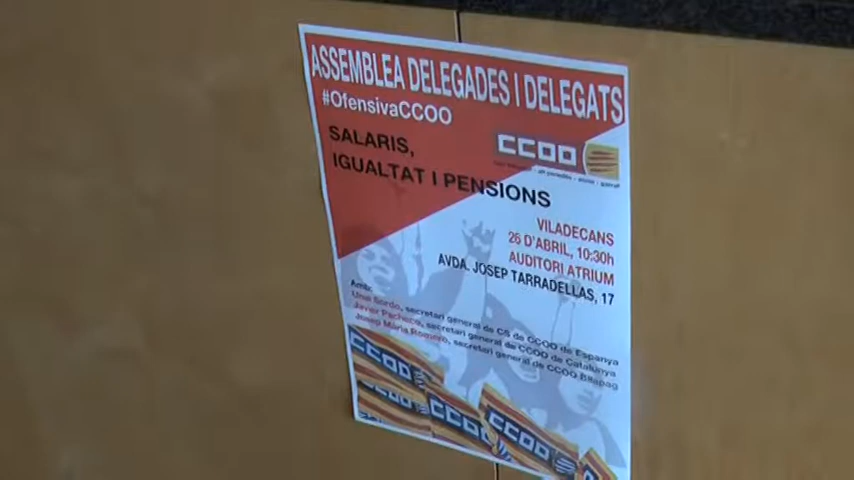 ASSEMBLEA DELEGADES I DELEGATS
#OfensivaCCOO
SALARIS,
IGUALTAT I PENSIONS
CCOO
VILADECANS
26 D'ABRIL, 10:30h
AUDITORI ATRIUM
AVDA. JOSEP TARRADELLAS, 17
Amb:
Unai Sordo, secretari general de CS de CCOO de Espanya
Javier Pacheco, secretari general de CCOO de Catalunya
Josep Maria Romero, secretari general de CCOO Bllapag
CCOO
CCOO
CCOO
CCOO